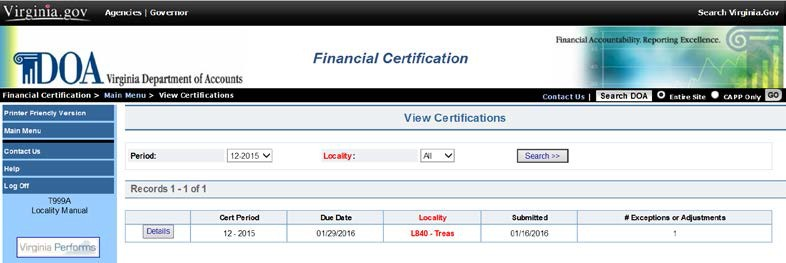 Virginia.gov Agencies | Governor Search Virginia.Gov
Financial Accountability. Reporting Excellence.
Financial Certification
DOA Virginia Department of Accounts
Financial Certification > Main Menu > View Certifications Contact Us | Search DOA Entire Site CAPP Only GO
Printer Friendly Version
Main Menu
Contact Us
Help
Log Off
T999A
Locality Manual
Virginia Performs
View Certifications
Period: 12-2015 Locality: All Search >>
Records 1 - 1 of 1
Cert Period Due Date Locality Submitted # Exceptions or Adjustments
Details 12 - 2015 01/29/2016 L840 - Treas 01/16/2016 1